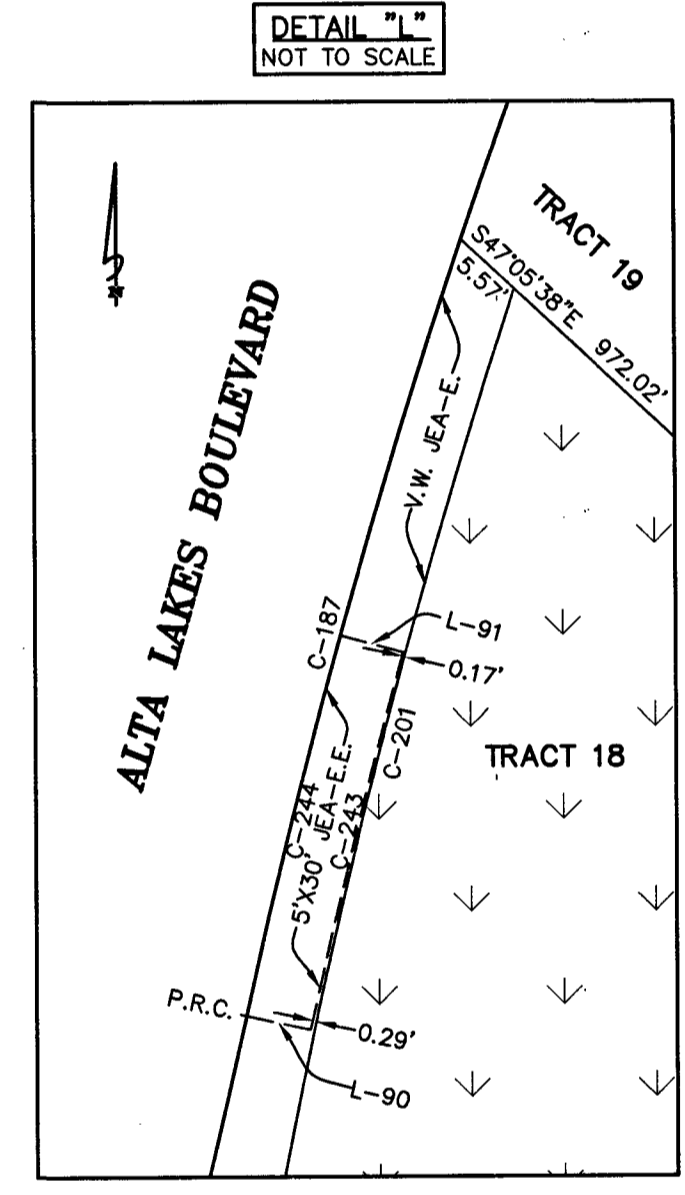 DETAIL "L"
NOT TO SCALE
TRACT 19
S47°05'38"E 972.02'
5.57'
N
ALTA LAKES BOULEVARD
V.W. JEA-E.
C-187
L-91
0.17'
C-201
TRACT 18
C-244
5'X30' JEA-E.E.
C-243
P.R.C.
0.29'
L-90